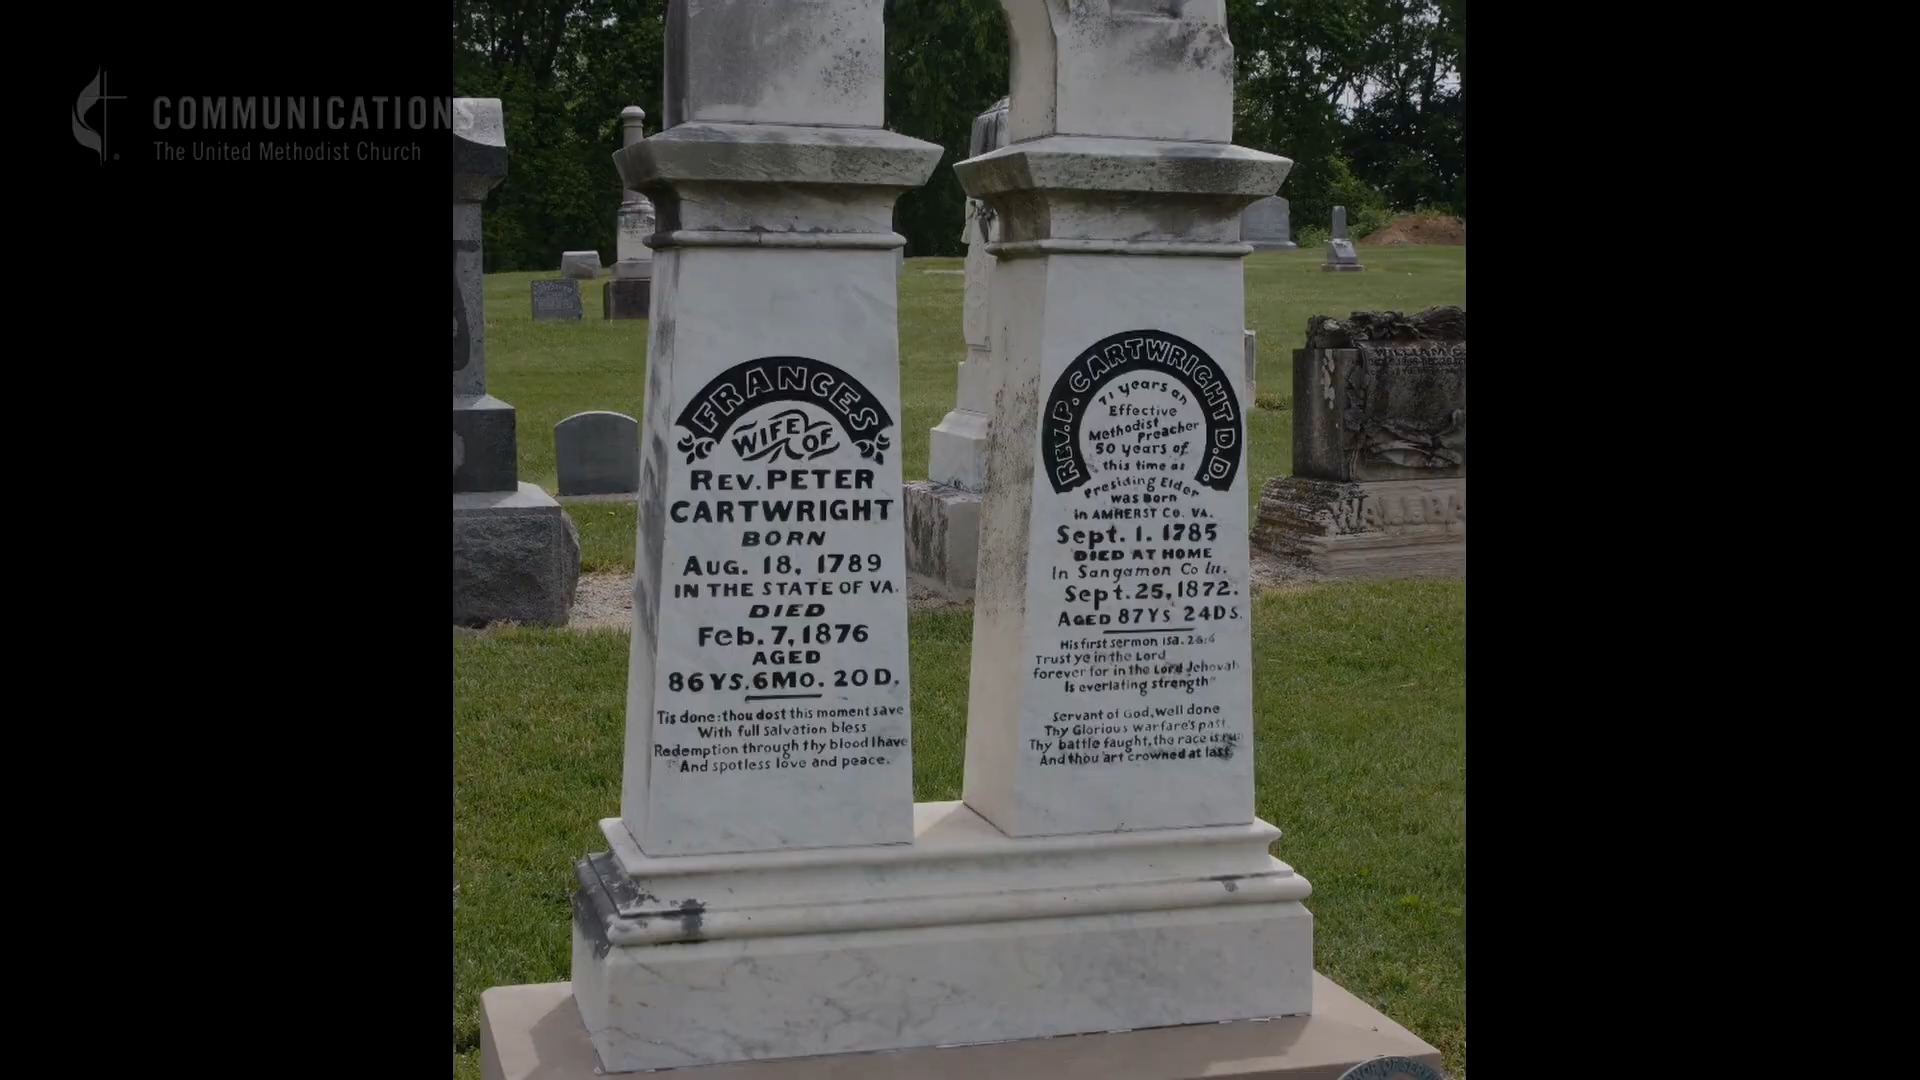 COMMUNICATIONS
The United Methodist Church
FRANCES
WIFE OF
REV. PETER
CARTWRIGHT
BORN
AUG. 18, 1789
IN THE STATE OF VA.
DIED
Feb. 7, 1876
AGED
86 YS. 6 MO. 20 D.
Tis done: thou dost this moment save
With full salvation bless
Redemption through thy blood I have
And spotless love and peace.
REV. P. CARTWRIGHT D.D.
71 years an
Effective
Methodist
Preacher
50 years of
this time as
Presiding Elder
was Born
in AMHERST CO. VA.
Sept. 1. 1785
DIED AT HOME
In Sangamon Co Ill.
Sept. 25, 1872.
AGED 87 Ys 24 DS.
His first sermon isa. 26:4
Trust ye in the Lord
forever for in the Lord Jehovah
Is everlating strength"
Servant of God, Well done
Thy Glorious warfare's past
Thy battle faught, the race is run
And thou art crowned at last
WILLIAM